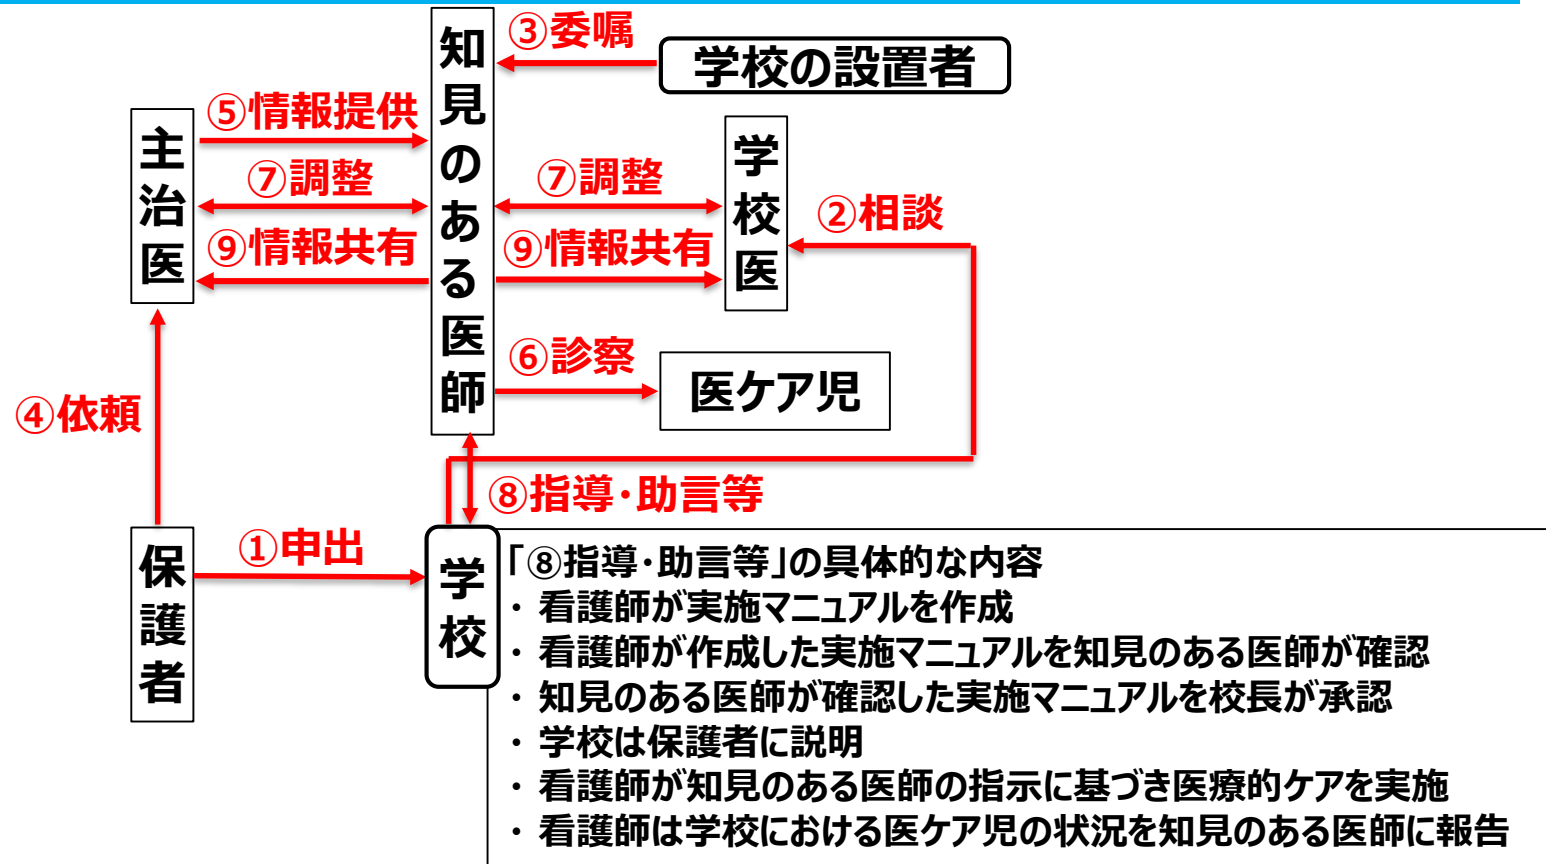 ③委嘱
学校の設置者
知見のある医師
⑤情報提供
主治医
⑦調整
⑦調整
学校医
②相談
⑨情報共有
⑨情報共有
⑥診察
医ケア児
④依頼
⑧指導・助言等
保護者
①申出
学校
「⑧指導・助言等」の具体的な内容
・ 看護師が実施マニュアルを作成
・ 看護師が作成した実施マニュアルを知見のある医師が確認
・ 知見のある医師が確認した実施マニュアルを校長が承認
・ 学校は保護者に説明
・ 看護師が知見のある医師の指示に基づき医療的ケアを実施
・ 看護師は学校における医ケア児の状況を知見のある医師に報告